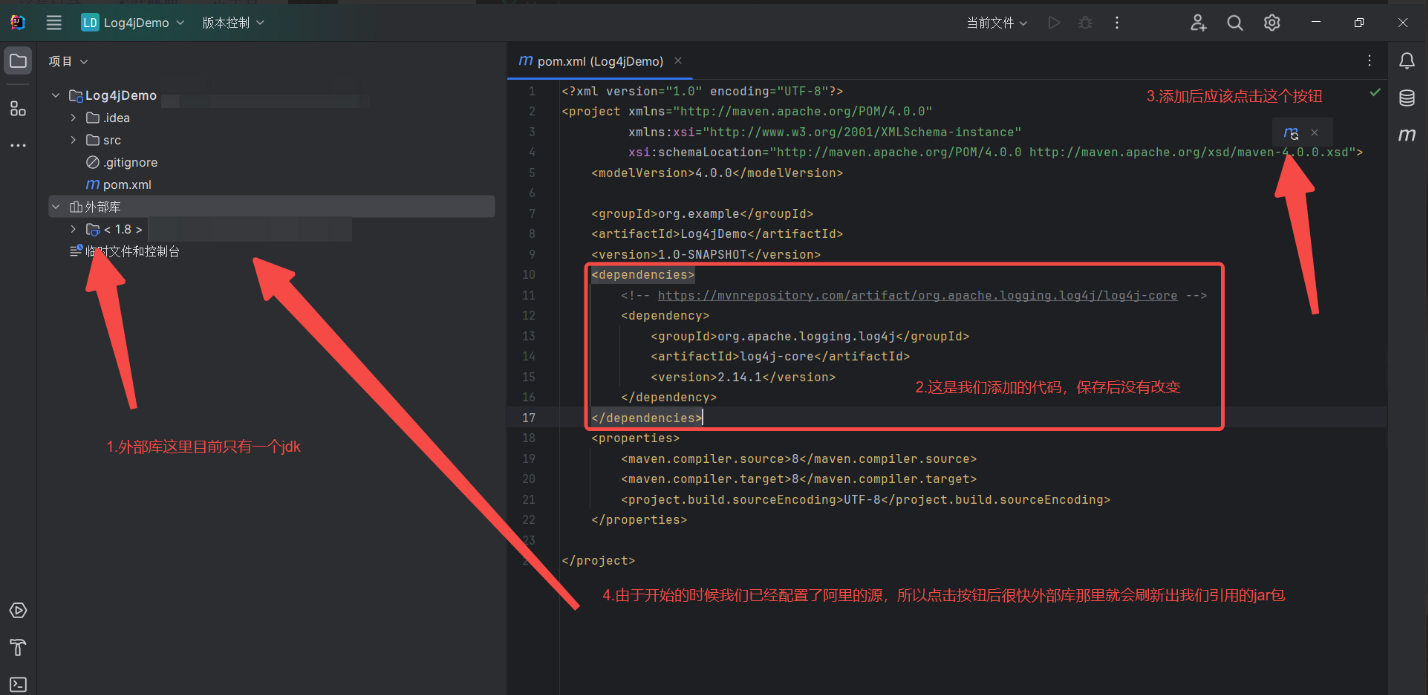 LD Log4jDemo 版本控制 当前文件
项目
Log4jDemo
.idea
src
.gitignore
m pom.xml
外部库
< 1.8 >
临时文件和控制台
1.外部库这里目前只有一个jdk
m pom.xml (Log4jDemo)
1 <?xml version="1.0" encoding="UTF-8"?>
2 <project xmlns="http://maven.apache.org/POM/4.0.0"
3 xmlns:xsi="http://www.w3.org/2001/XMLSchema-instance"
4 xsi:schemaLocation="http://maven.apache.org/POM/4.0.0 http://maven.apache.org/xsd/maven-4.0.0.xsd">
5 <modelVersion>4.0.0</modelVersion>
6
7 <groupId>org.example</groupId>
8 <artifactId>Log4jDemo</artifactId>
9 <version>1.0-SNAPSHOT</version>
10 <dependencies>
11 <!-- https://mvnrepository.com/artifact/org.apache.logging.log4j/log4j-core -->
12 <dependency>
13 <groupId>org.apache.logging.log4j</groupId>
14 <artifactId>log4j-core</artifactId>
15 <version>2.14.1</version>
16 </dependency>
17 </dependencies>
18 <properties>
19 <maven.compiler.source>8</maven.compiler.source>
20 <maven.compiler.target>8</maven.compiler.target>
21 <project.build.sourceEncoding>UTF-8</project.build.sourceEncoding>
22 </properties>
23
</project>
3.添加后应该点击这个按钮
m
m
2.这是我们添加的代码，保存后没有改变
4.由于开始的时候我们已经配置了阿里的源，所以点击按钮后很快外部库那里就会刷新出我们引用的jar包